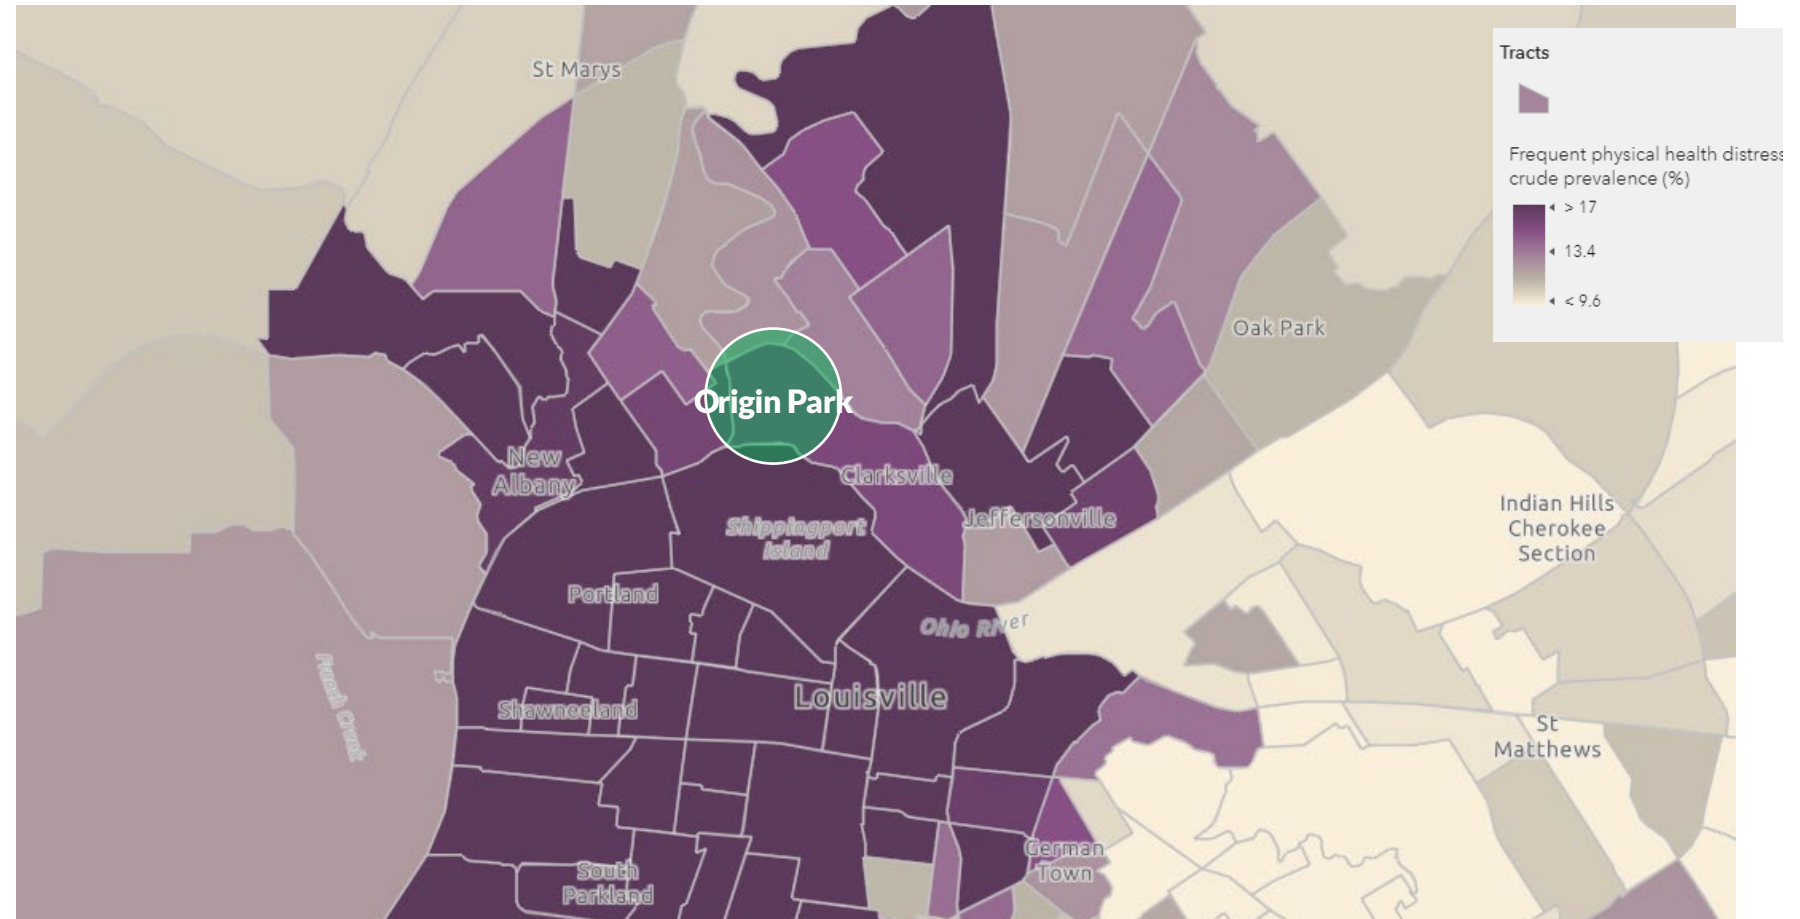 St Marys
Tracts
Frequent physical health distress
crude prevalence (%)
> 17
13.4
< 9.6
Oak Park
Origin Park
New
Albany
Clarksville
Shippingport
Island
Jeffersonville
Indian Hills
Cherokee
Section
Portland
Ohio River
French Creek
Louisville
Shawneeland
St
Matthews
German
Town
South
Parkland